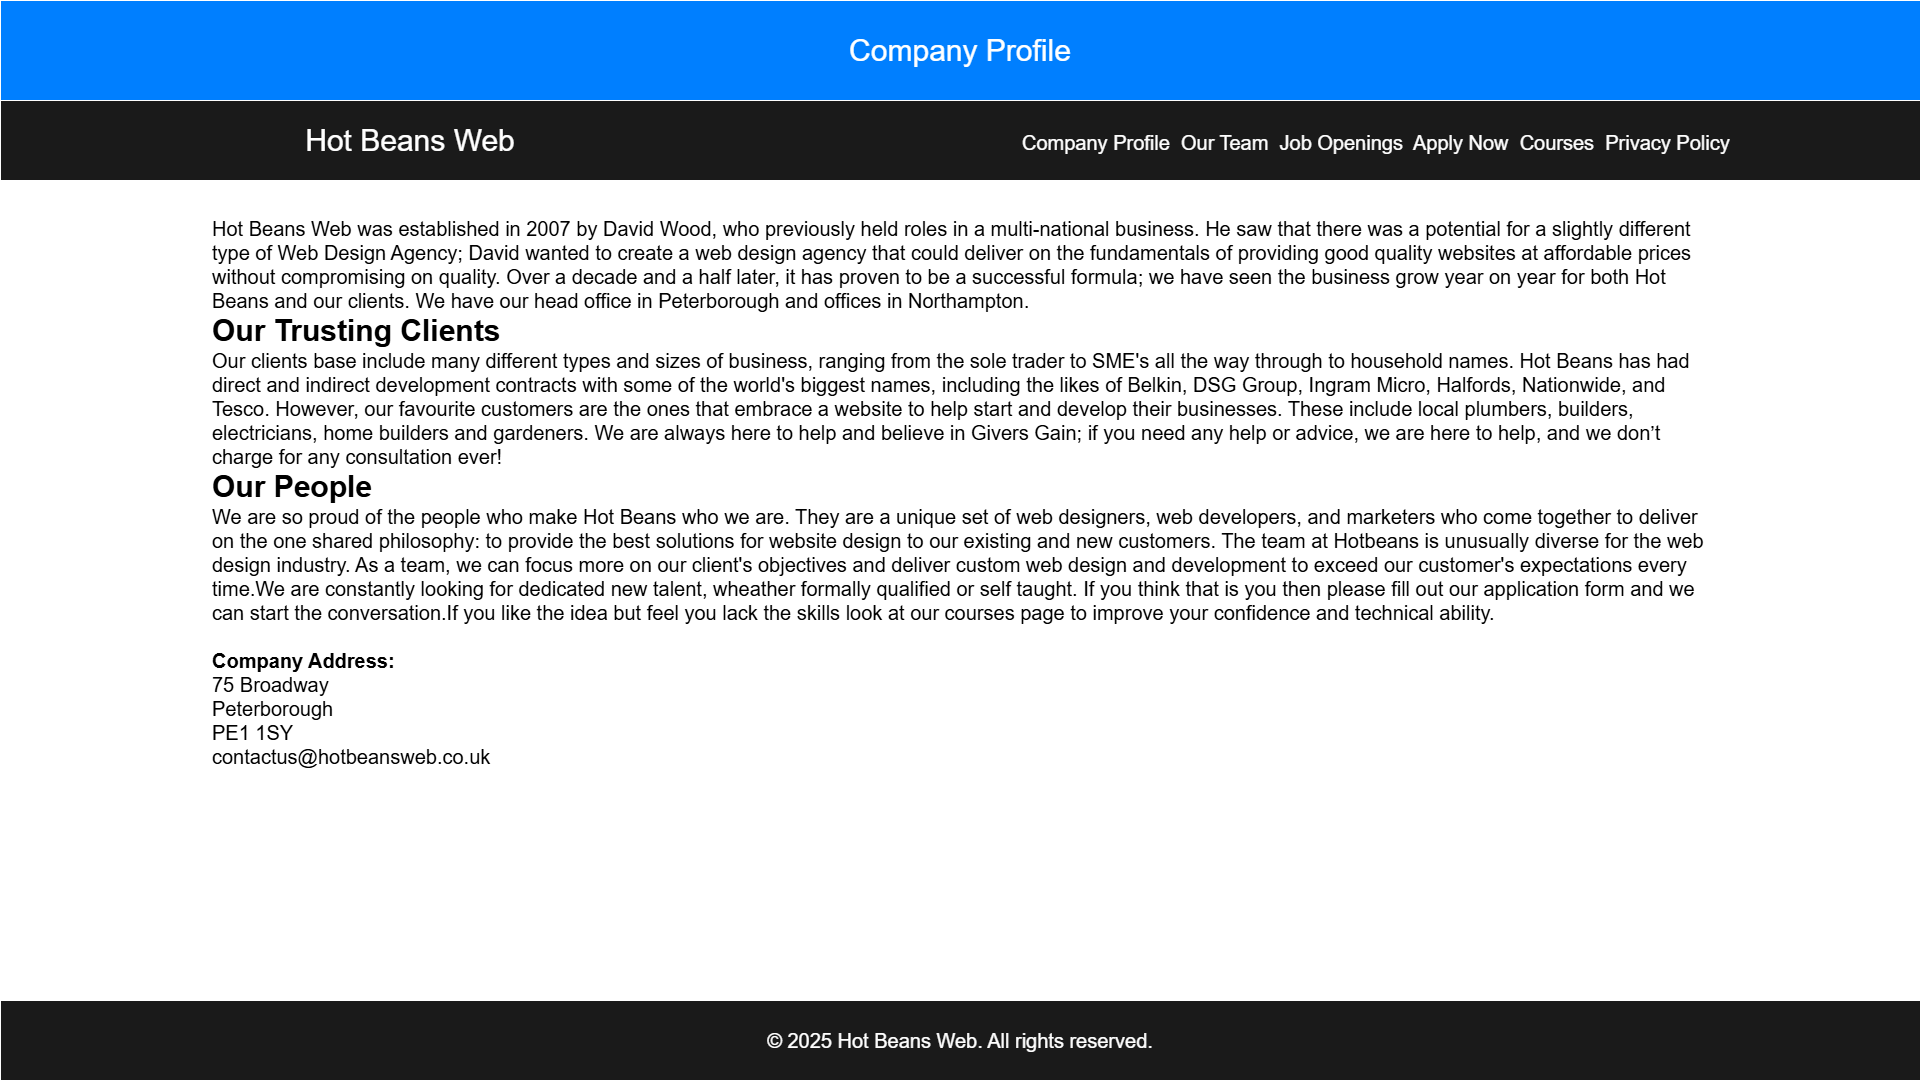 Company Profile
Hot Beans Web
Company Profile Our Team Job Openings Apply Now Courses Privacy Policy
Hot Beans Web was established in 2007 by David Wood, who previously held roles in a multi-national business. He saw that there was a potential for a slightly different
type of Web Design Agency; David wanted to create a web design agency that could deliver on the fundamentals of providing good quality websites at affordable prices
without compromising on quality. Over a decade and a half later, it has proven to be a successful formula; we have seen the business grow year on year for both Hot
Beans and our clients. We have our head office in Peterborough and offices in Northampton.
Our Trusting Clients
Our clients base include many different types and sizes of business, ranging from the sole trader to SME's all the way through to household names. Hot Beans has had
direct and indirect development contracts with some of the world's biggest names, including the likes of Belkin, DSG Group, Ingram Micro, Halfords, Nationwide, and
Tesco. However, our favourite customers are the ones that embrace a website to help start and develop their businesses. These include local plumbers, builders,
electricians, home builders and gardeners. We are always here to help and believe in Givers Gain; if you need any help or advice, we are here to help, and we don’t
charge for any consultation ever!
Our People
We are so proud of the people who make Hot Beans who we are. They are a unique set of web designers, web developers, and marketers who come together to deliver
on the one shared philosophy: to provide the best solutions for website design to our existing and new customers. The team at Hotbeans is unusually diverse for the web
design industry. As a team, we can focus more on our client's objectives and deliver custom web design and development to exceed our customer's expectations every
time.We are constantly looking for dedicated new talent, wheather formally qualified or self taught. If you think that is you then please fill out our application form and we
can start the conversation.If you like the idea but feel you lack the skills look at our courses page to improve your confidence and technical ability.
Company Address:
75 Broadway
Peterborough
PE1 1SY
contactus@hotbeansweb.co.uk
© 2025 Hot Beans Web. All rights reserved.